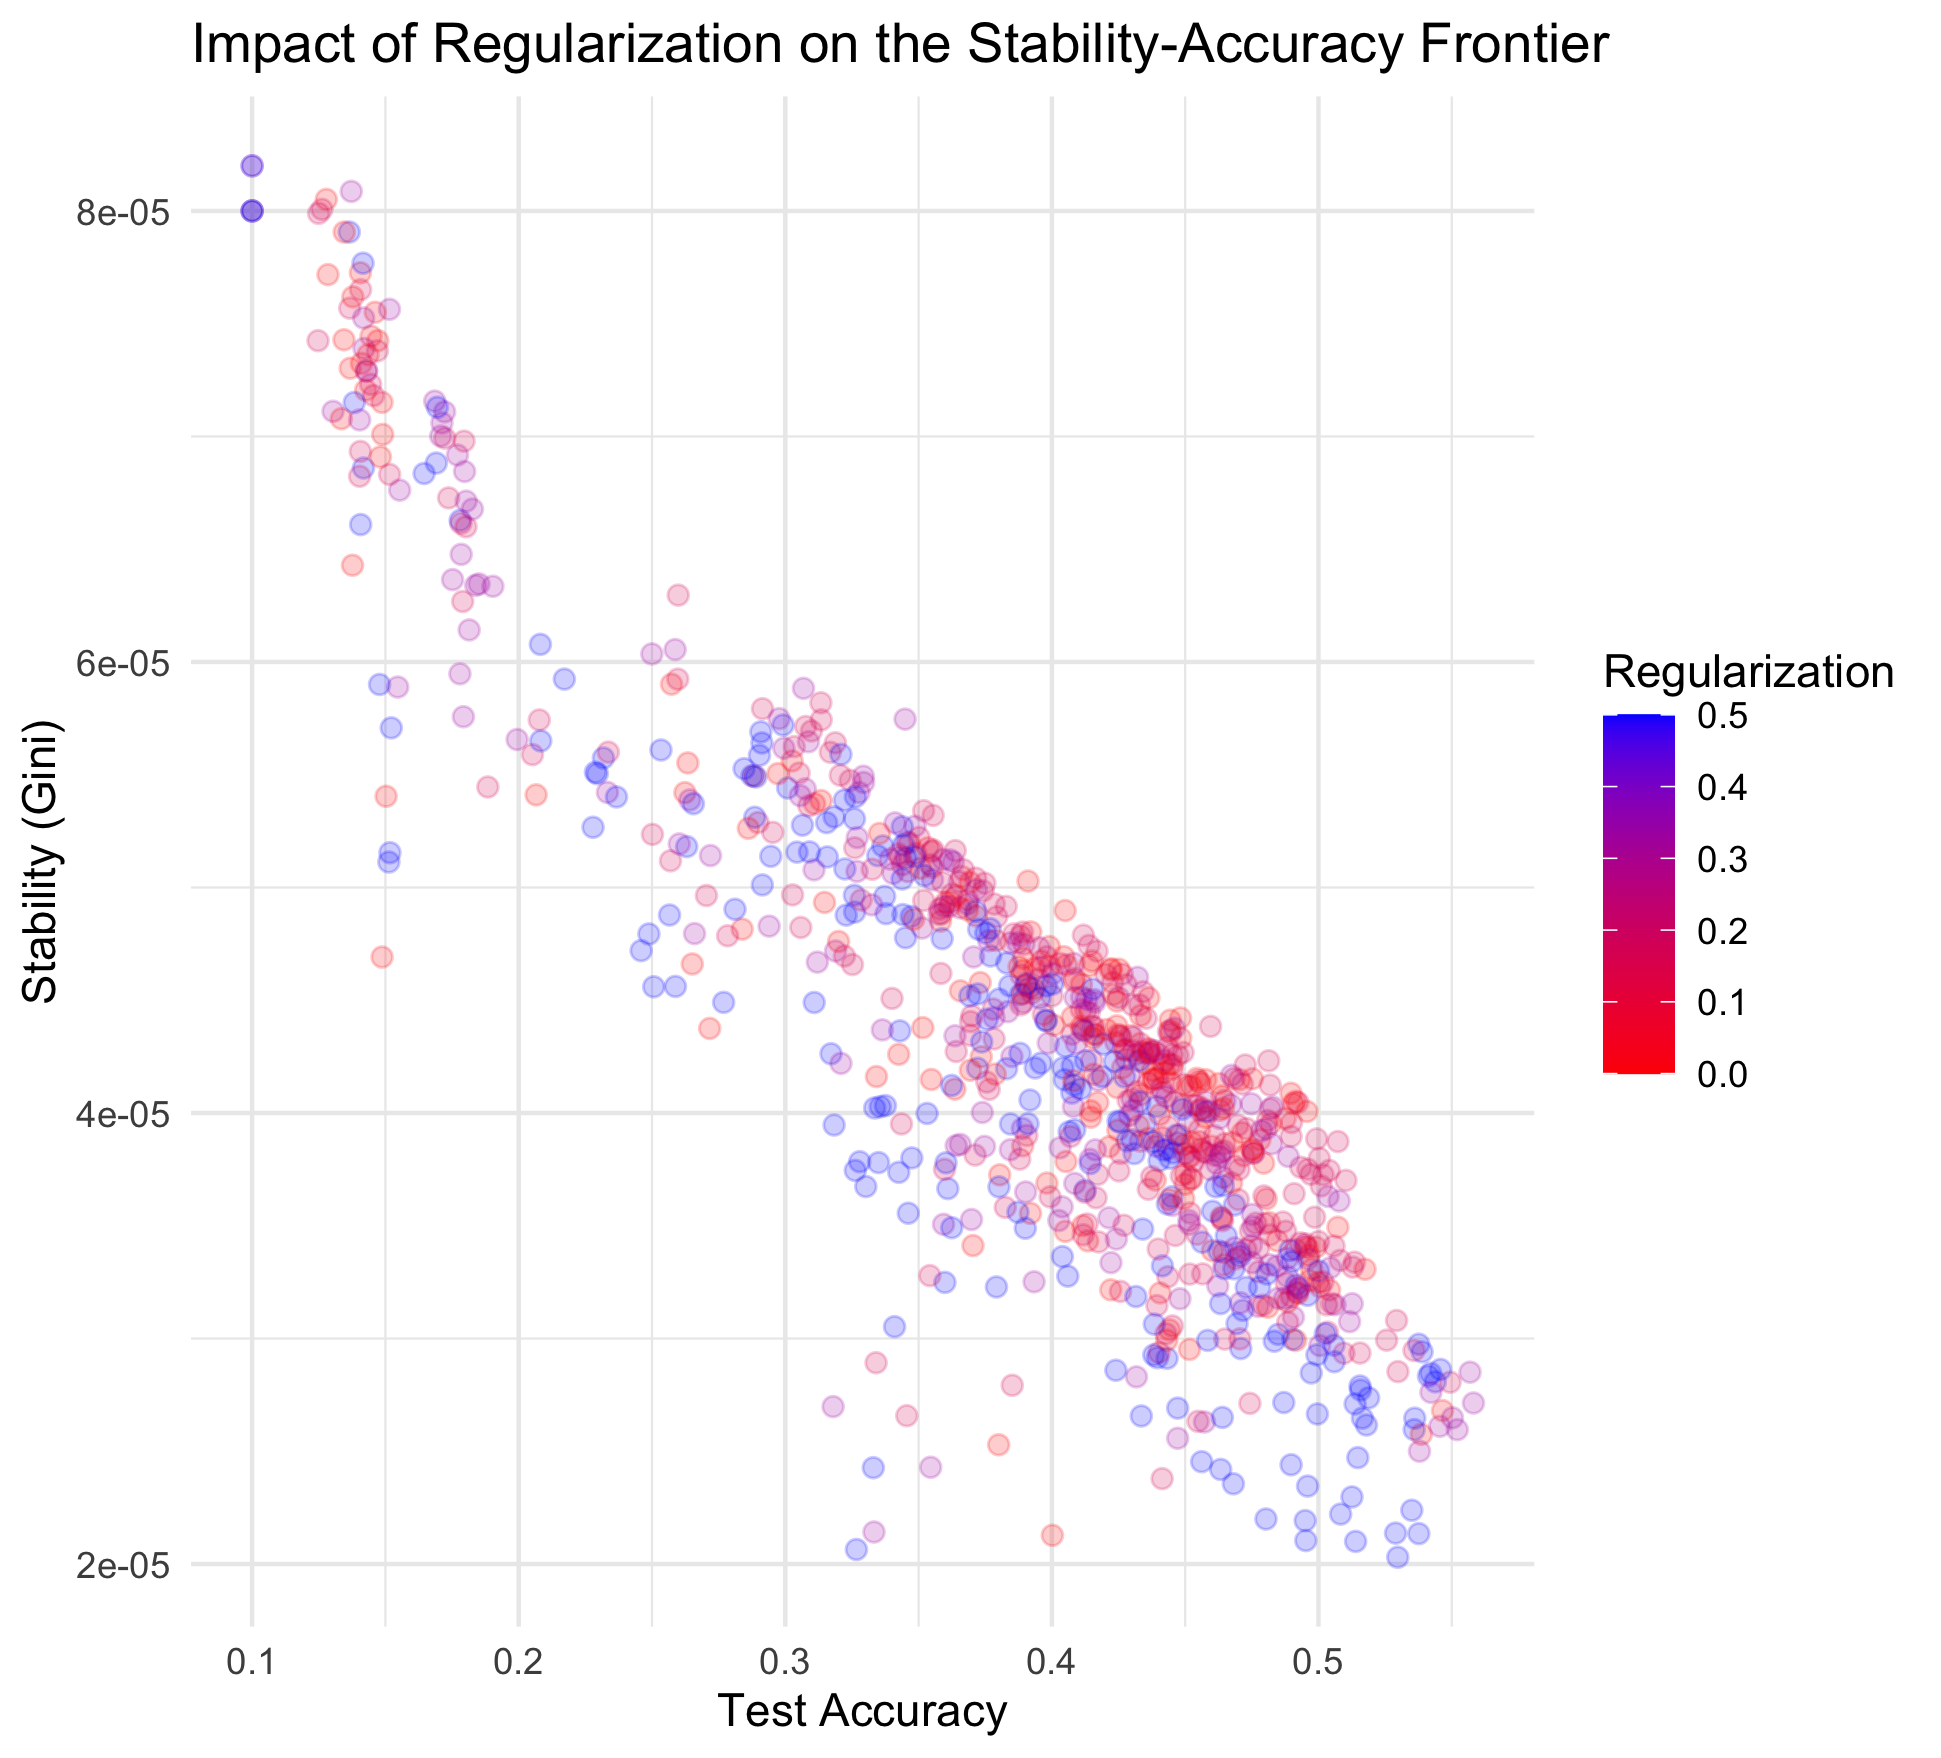 Impact of Regularization on the Stability-Accuracy Frontier
Stability (Gini)
8e-05
6e-05
4e-05
2e-05
0.1
0.2
0.3
0.4
0.5
Test Accuracy
Regularization
0.5
0.4
0.3
0.2
0.1
0.0